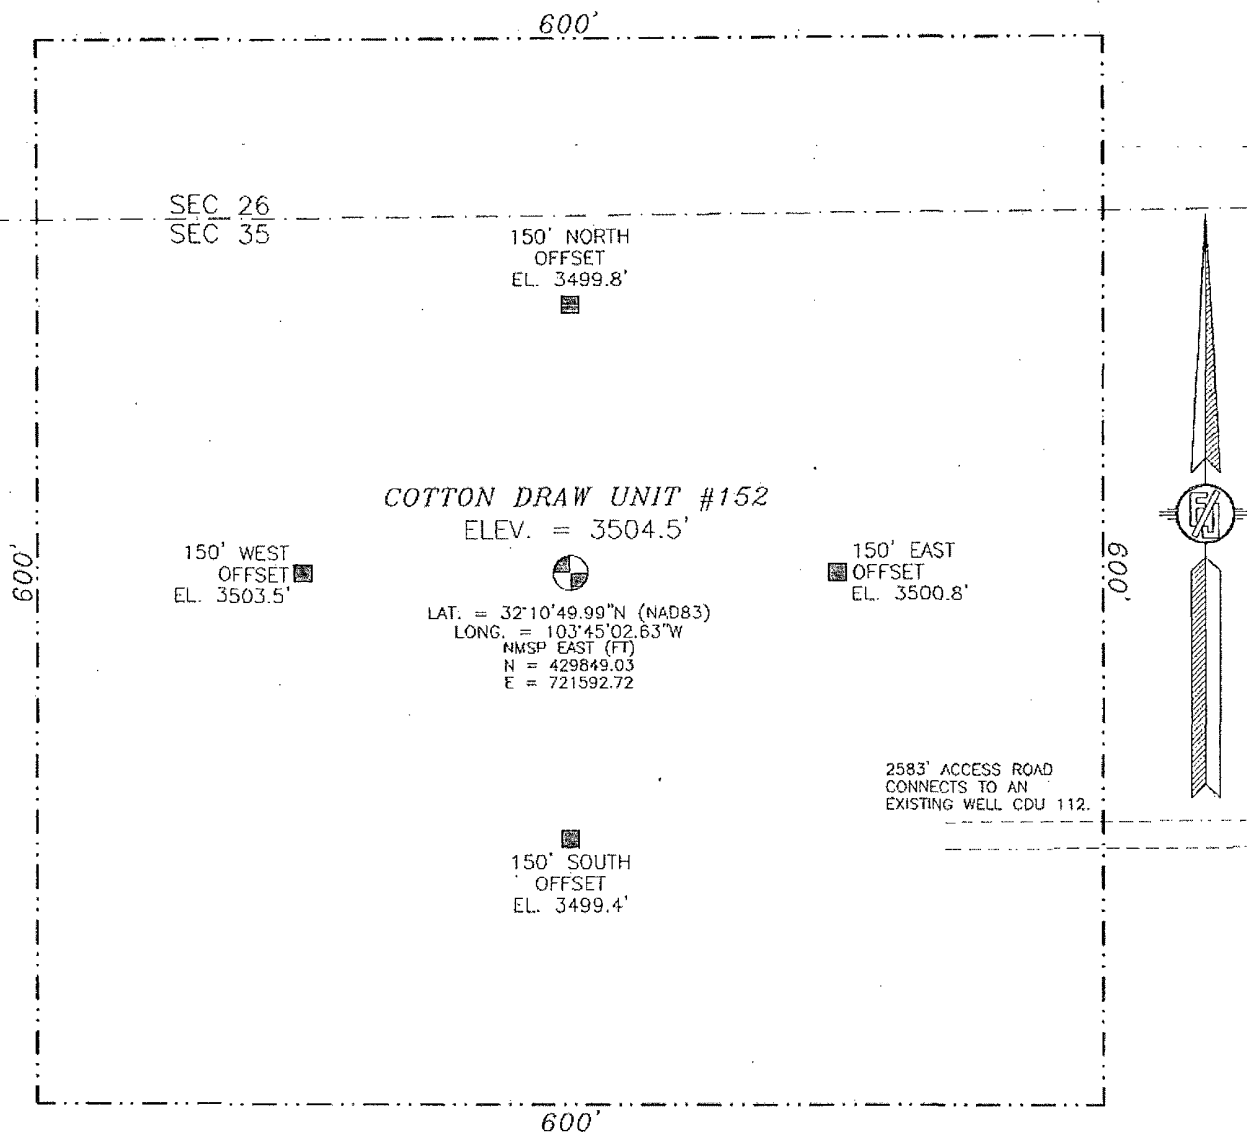 600'
SEC 26
SEC 35
150' NORTH
OFFSET
EL. 3499.8'
COTTON DRAW UNIT #152
ELEV. = 3504.5'
600'
150' WEST
OFFSET
EL. 3503.5'
150' EAST
OFFSET
EL. 3500.8'
600'
LAT. = 32°10'49.99"N (NAD83)
LONG. = 103°45'02.63"W
NMSP EAST (FT)
N = 429849.03
E = 721592.72
2583' ACCESS ROAD
CONNECTS TO AN
EXISTING WELL CDU 112.
150' SOUTH
OFFSET
EL. 3499.4'
600'